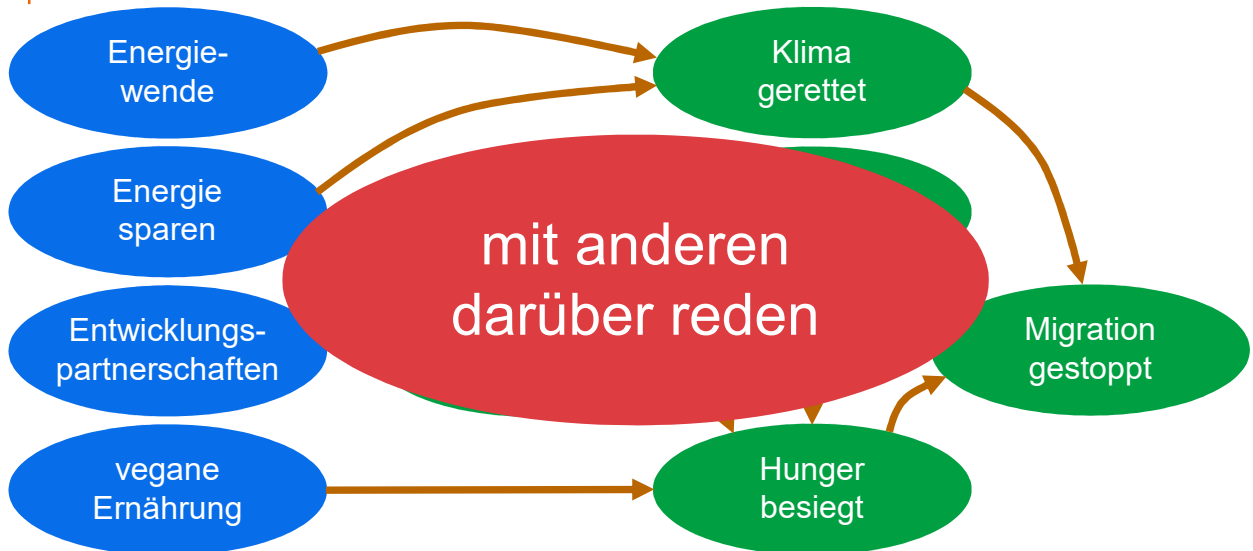 Energie-
wende
Klima
gerettet
Energie
sparen
mit anderen
darüber reden
Entwicklungs-
partnerschaften
Migration
gestoppt
vegane
Ernährung
Hunger
besiegt